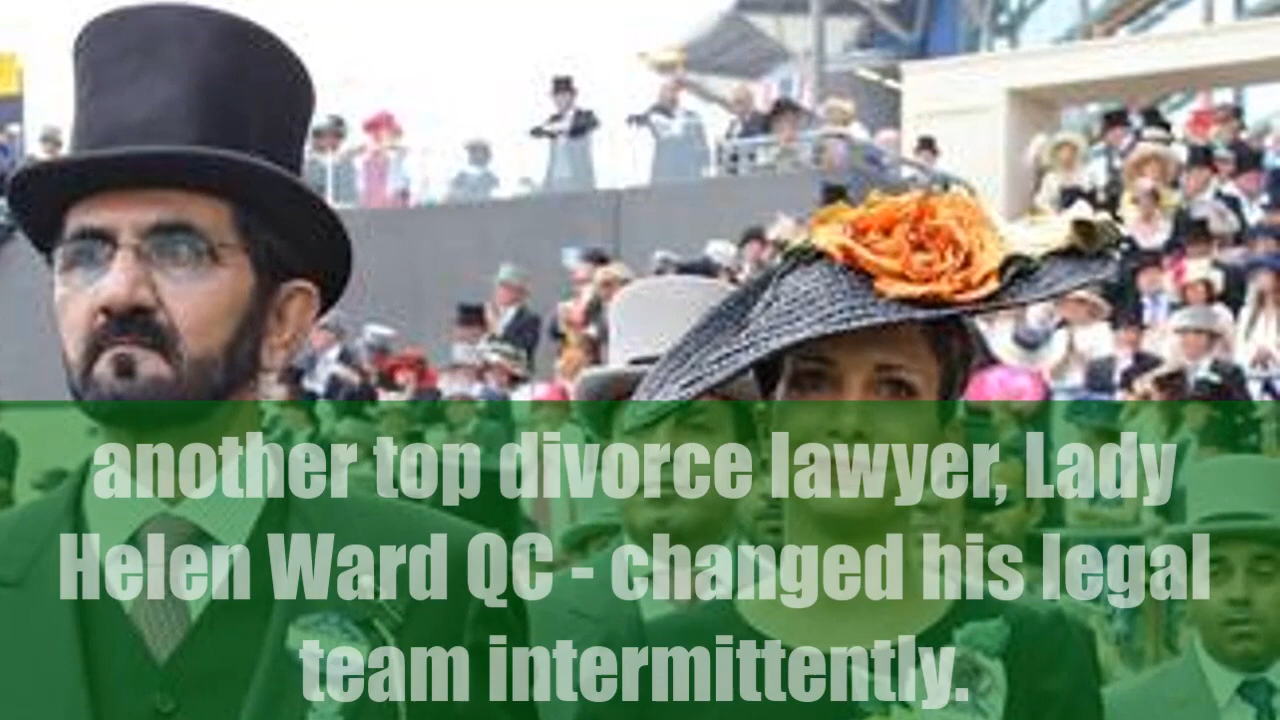 another top divorce lawyer, Lady
Helen Ward QC - changed his legal
team intermittently.